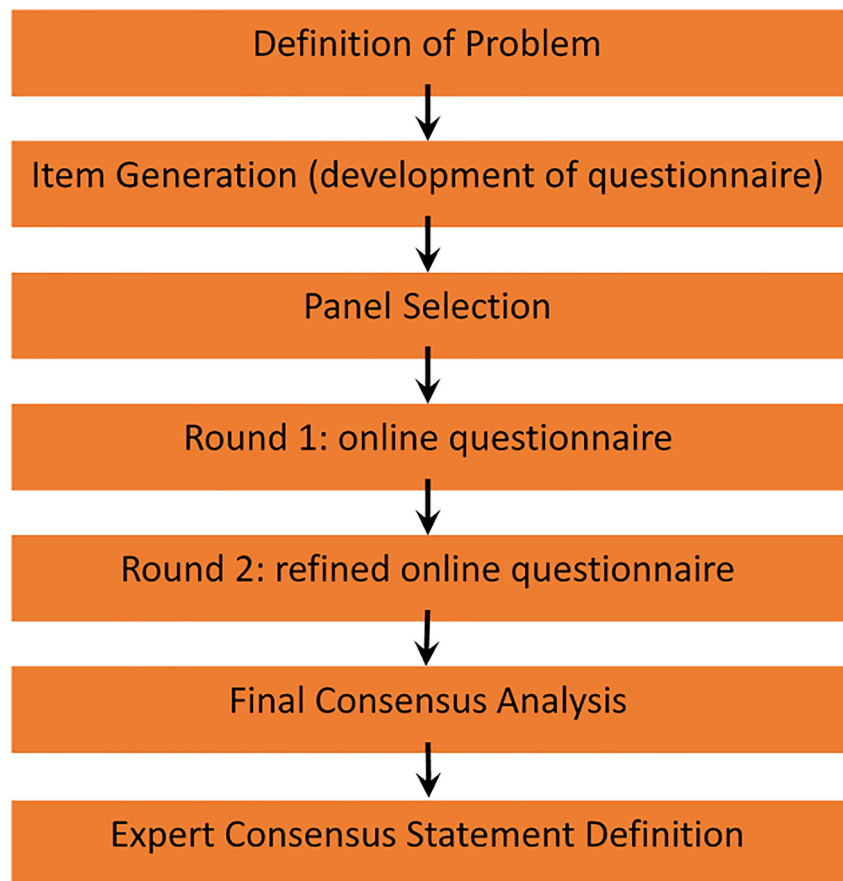 Definition of Problem
Item Generation (development of questionnaire)
Panel Selection
Round 1: online questionnaire
Round 2: refined online questionnaire
Final Consensus Analysis
Expert Consensus Statement Definition